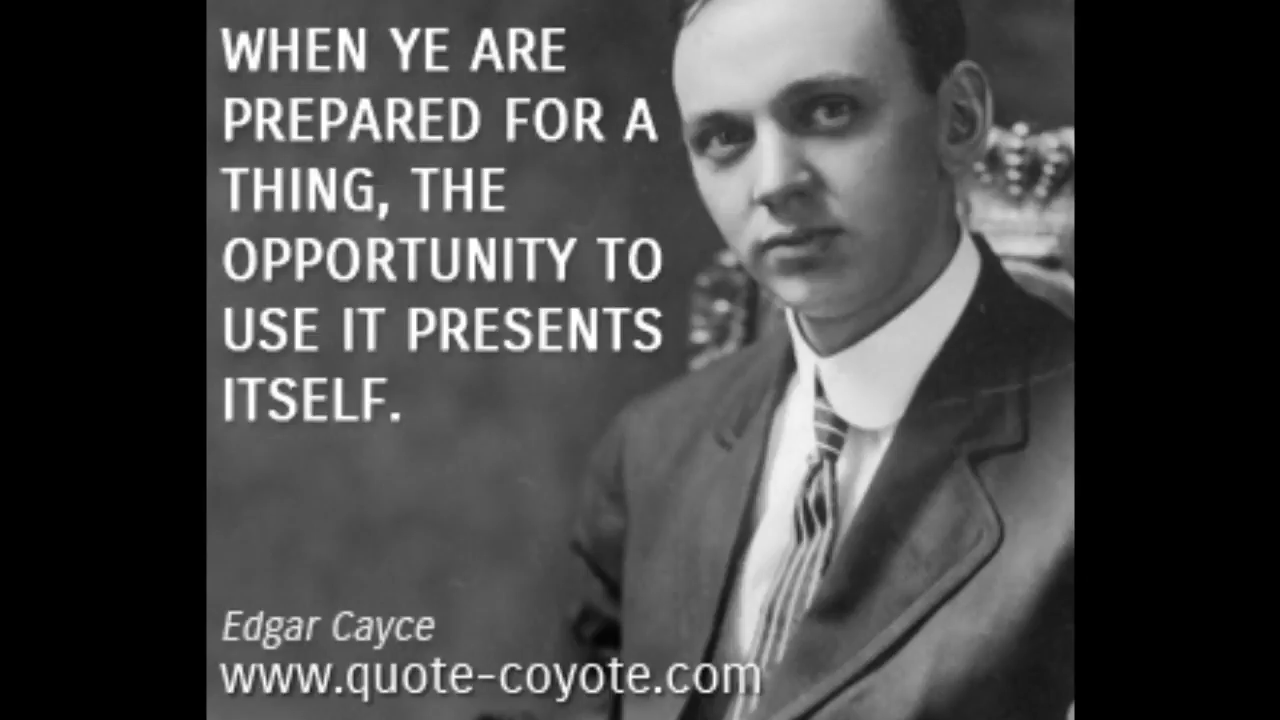 WHEN YE ARE
PREPARED FOR A
THING, THE
OPPORTUNITY TO
USE IT PRESENTS
ITSELF.
Edgar Cayce
www.quote-coyote.com